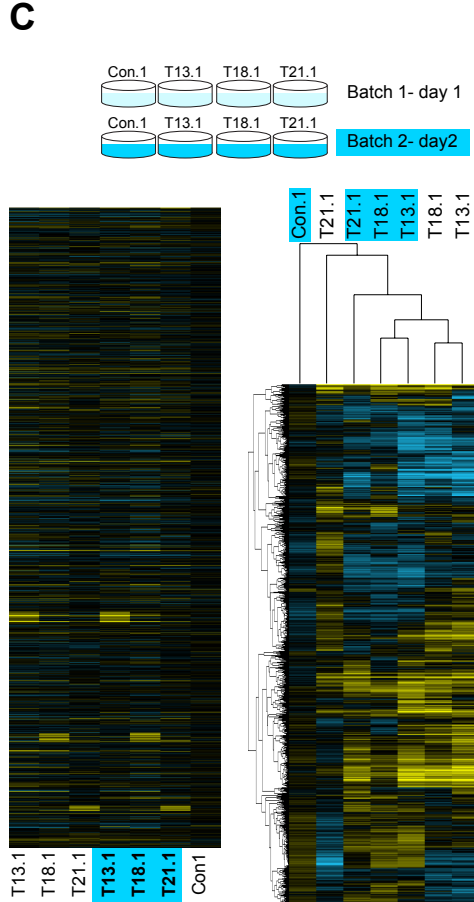 C
Con.1 T13.1 T18.1 T21.1
Batch 1- day 1
Con.1 T13.1 T18.1 T21.1
Batch 2- day2
Con.1 T21.1 T21.1 T18.1 T13.1 T18.1 T13.1
T13.1 T18.1 T21.1 T13.1 T18.1 T21.1 Con1